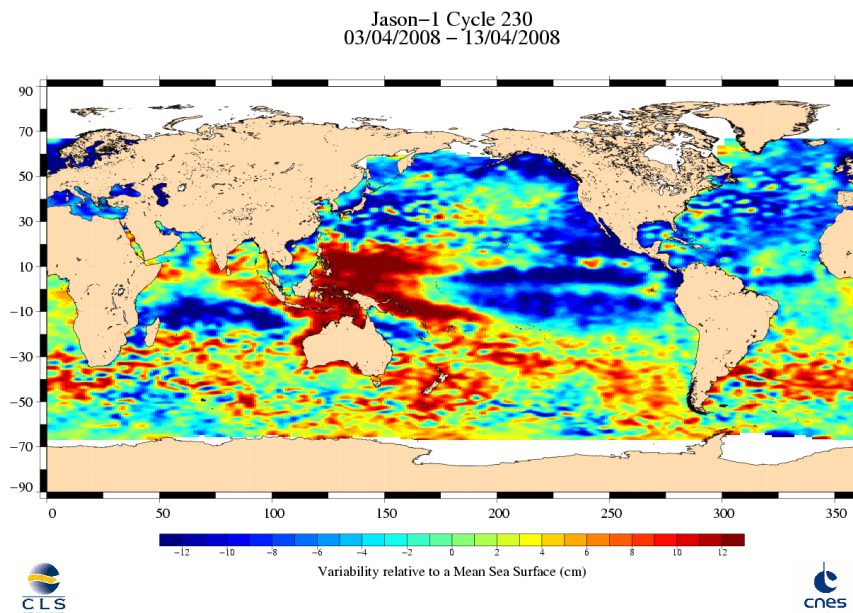 Jason−1 Cycle 230
03/04/2008 − 13/04/2008
90
70
50
30
10
−10
−30
−50
−70
−90
0 50 100 150 200 250 300 350
−12 −10 −8 −6 −4 −2 0 2 4 6 8 10 12
Variability relative to a Mean Sea Surface (cm)
CLS
cnes